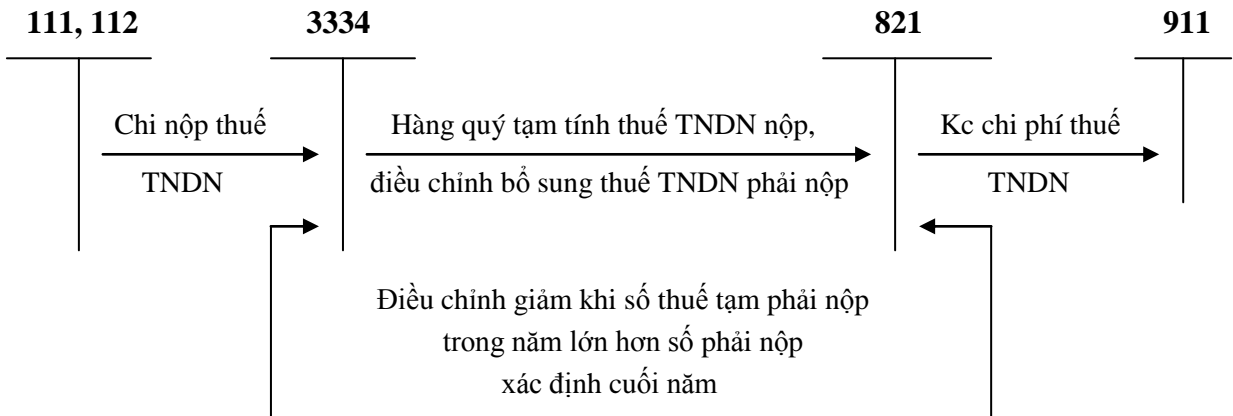 111, 112 3334 821 911
Chi nộp thuế
TNDN
Hàng quý tạm tính thuế TNDN nộp,
điều chỉnh bổ sung thuế TNDN phải nộp
Kc chi phí thuế
TNDN
Điều chỉnh giảm khi số thuế tạm phải nộp
trong năm lớn hơn số phải nộp
xác định cuối năm